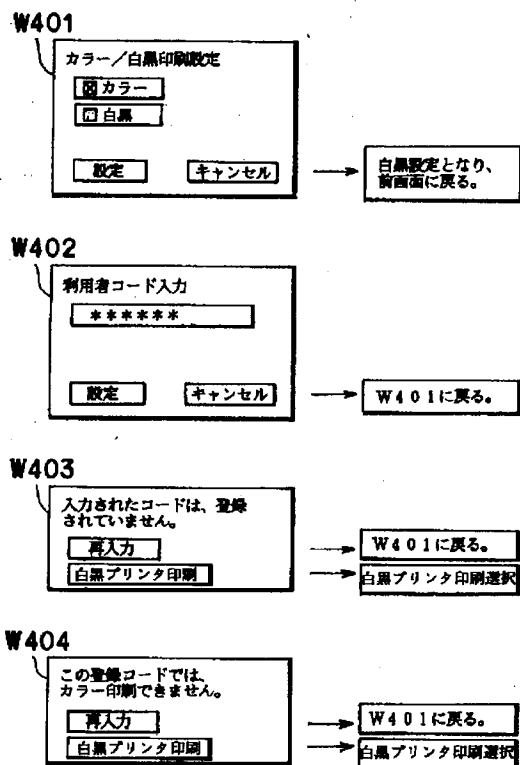 W401
カラー／白黒印刷設定
カラー
白黒
設定 キャンセル
白黒設定となり、
前画面に戻る。
W402
利用者コード入力
******
設定 キャンセル
W401に戻る。
W403
入力されたコードは、登録
されていません。
再入力
W401に戻る。
白黒プリンタ印刷
白黒プリンタ印刷選択
W404
この登録コードでは、
カラー印刷できません。
再入力
W401に戻る。
白黒プリンタ印刷
白黒プリンタ印刷選択